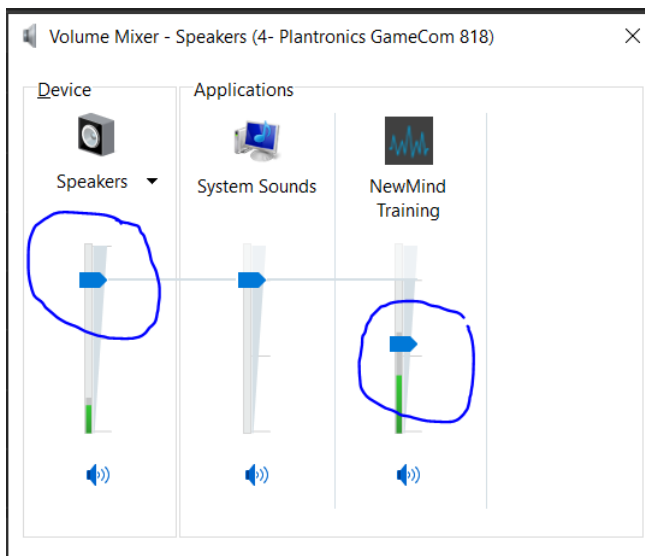 Volume Mixer - Speakers (4- Plantronics GameCom 818)
Device
Applications
Speakers
System Sounds
NewMind
Training